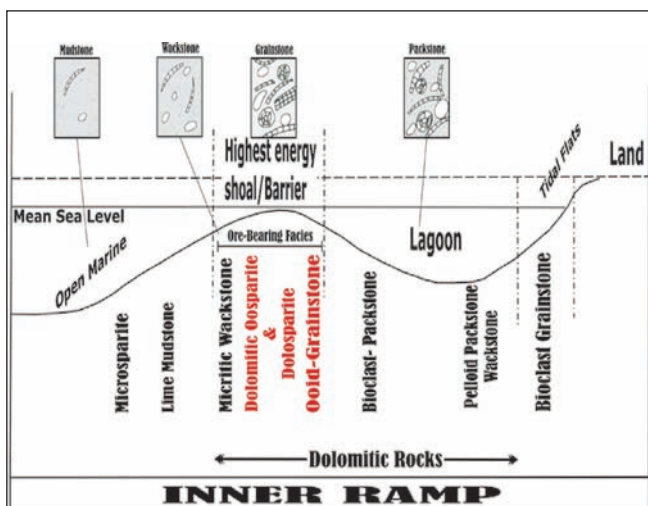 Mudstone
Wackstone
Grainstone
Packstone
Highest energy
shoal/Barrier
Tidal Flats
Land
Mean Sea Level
Open Marine
Ore-Bearing Facies
Lagoon
Microsparite
Lime Mudstone
Micritic Wackstone
Dolomitic Oosparite
&
Dolosparite
Ooid-Grainstone
Bioclast- Packstone
Pelloid Packstone
Wackstone
Bioclast Grainstone
Dolomitic Rocks
INNER RAMP